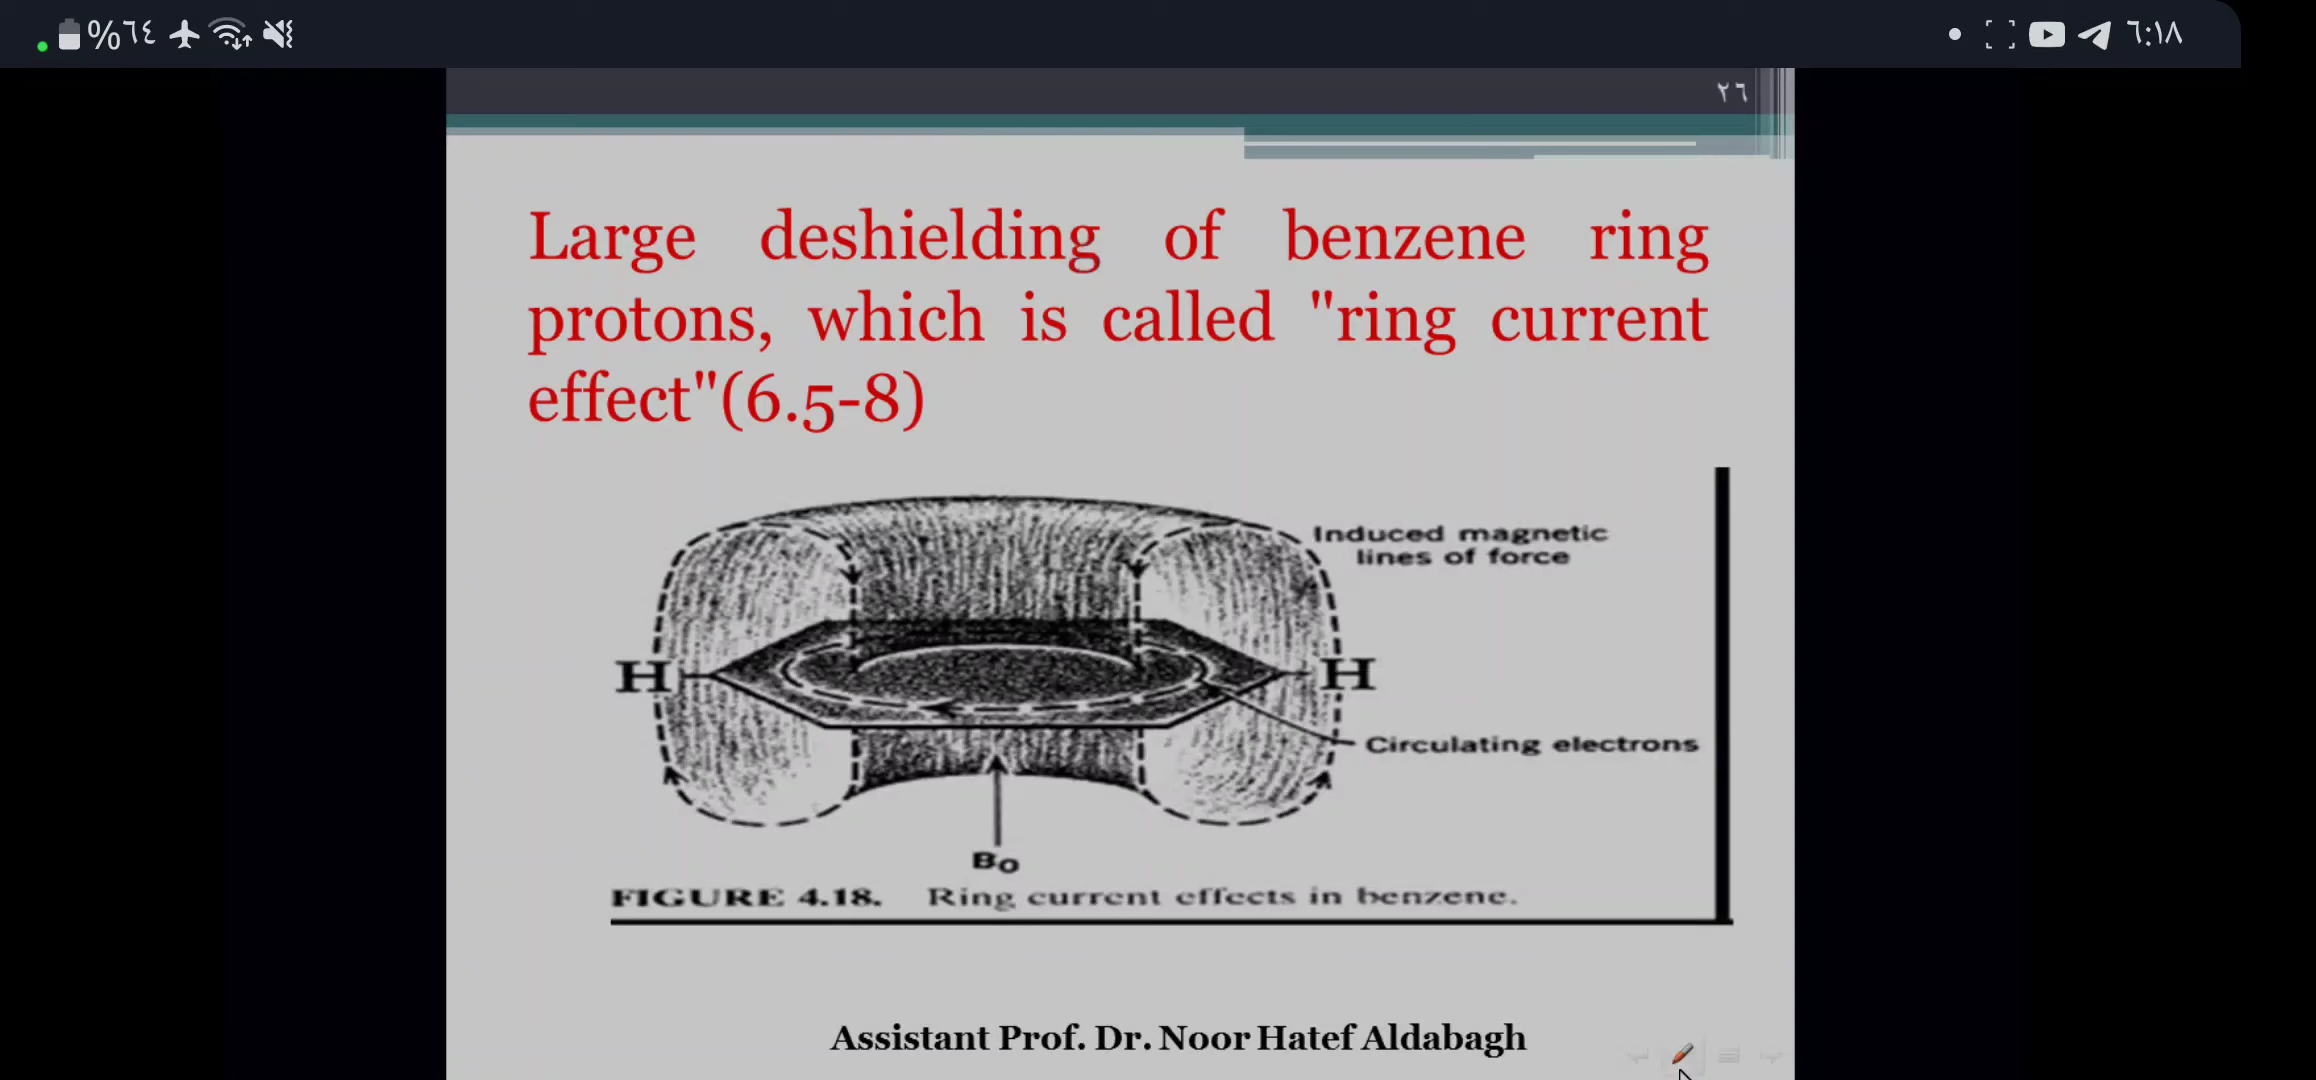 %٦٤
٦:١٨
٢٦
Large deshielding of benzene ring
protons, which is called "ring current
effect"(6.5-8)
Induced magnetic
lines of force
H
H
Circulating electrons
Bo
FIGURE 4.18. Ring current effects in benzene.
Assistant Prof. Dr. Noor Hatef Aldabagh